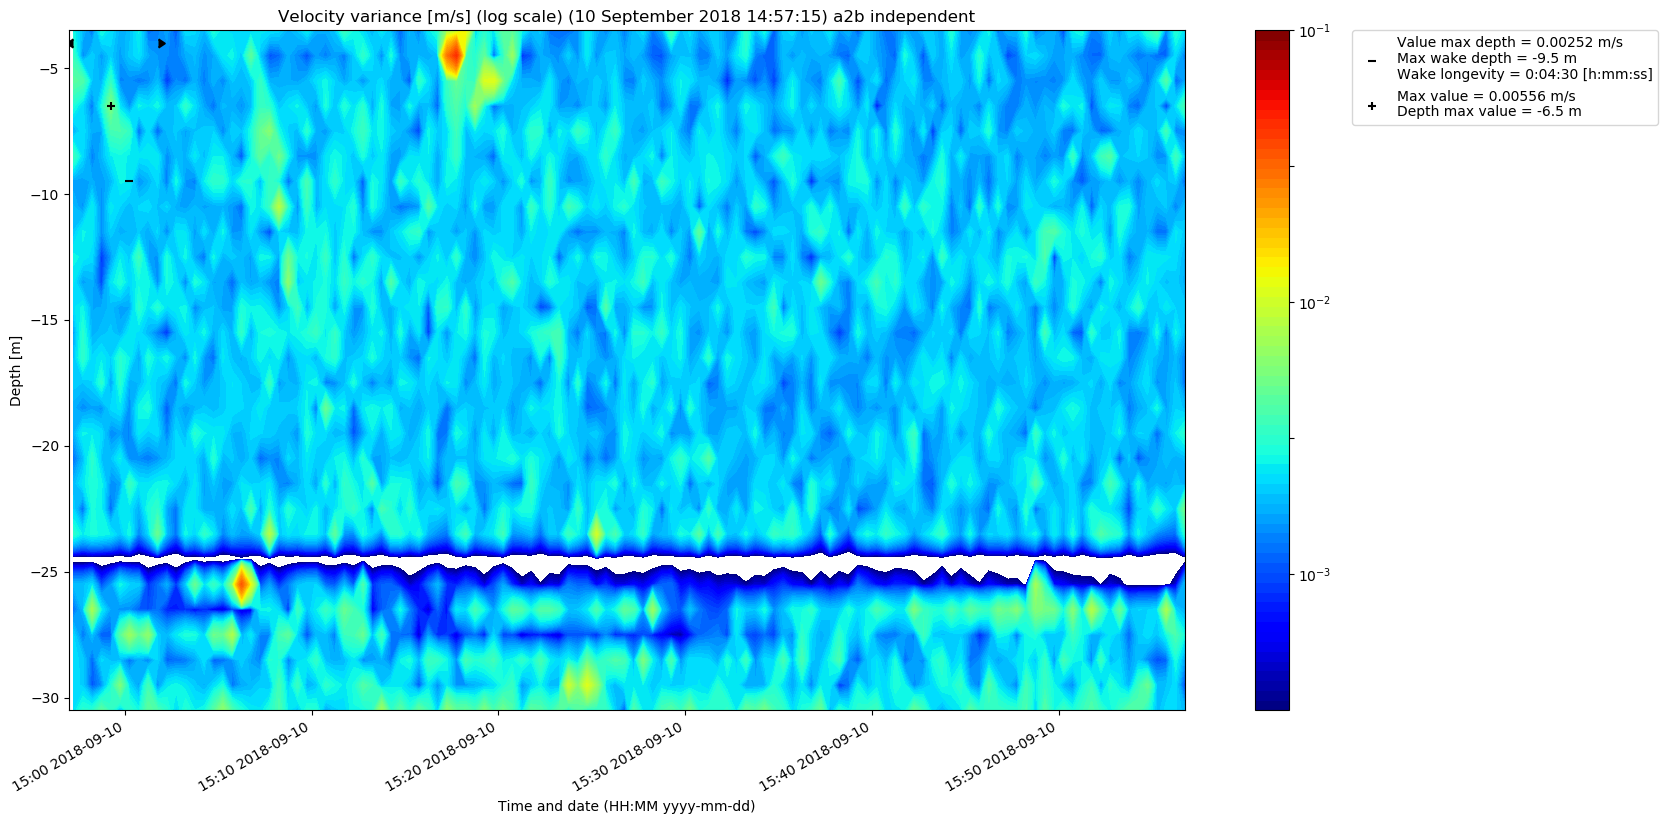 Velocity variance [m/s] (log scale) (10 September 2018 14:57:15) a2b independent
Value max depth = 0.00252 m/s
Max wake depth = -9.5 m
Wake longevity = 0:04:30 [h:mm:ss]
Max value = 0.00556 m/s
Depth max value = -6.5 m
10⁻¹
10⁻²
10⁻³
Depth [m]
−5
−10
−15
−20
−25
−30
15:00 2018-09-10
15:10 2018-09-10
15:20 2018-09-10
15:30 2018-09-10
15:40 2018-09-10
15:50 2018-09-10
Time and date (HH:MM yyyy-mm-dd)